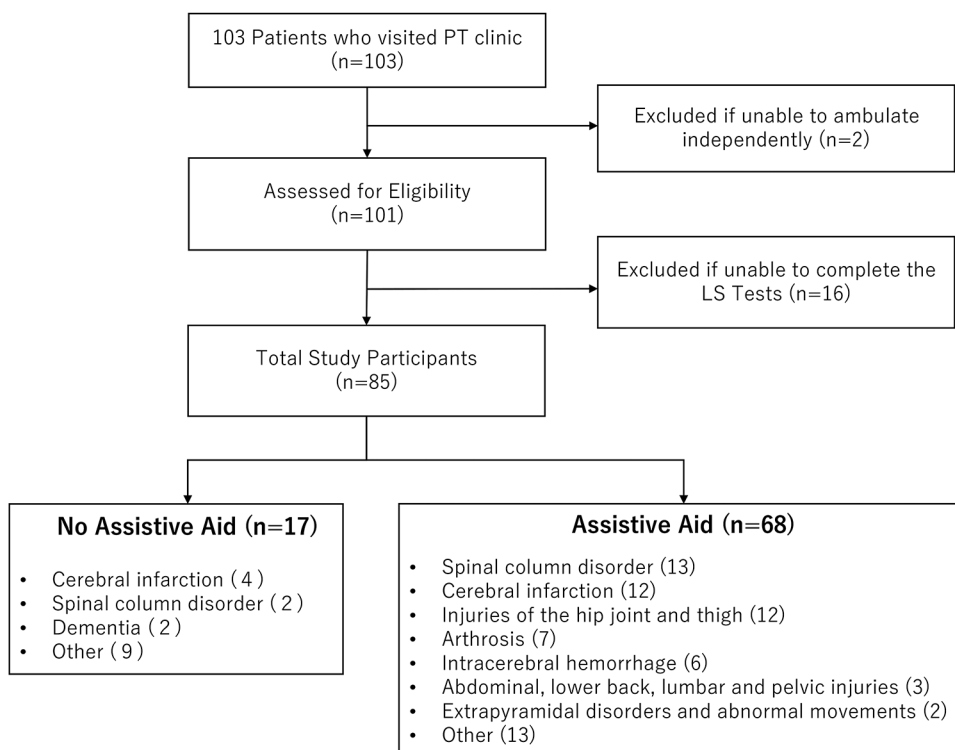 103 Patients who visited PT clinic
(n=103)
Excluded if unable to ambulate
independently (n=2)
Assessed for Eligibility
(n=101)
Excluded if unable to complete the
LS Tests (n=16)
Total Study Participants
(n=85)
No Assistive Aid (n=17)
• Cerebral infarction ( 4 )
• Spinal column disorder ( 2 )
• Dementia ( 2 )
• Other ( 9 )
Assistive Aid (n=68)
• Spinal column disorder (13)
• Cerebral infarction (12)
• Injuries of the hip joint and thigh (12)
• Arthrosis (7)
• Intracerebral hemorrhage (6)
• Abdominal, lower back, lumbar and pelvic injuries (3)
• Extrapyramidal disorders and abnormal movements (2)
• Other (13)